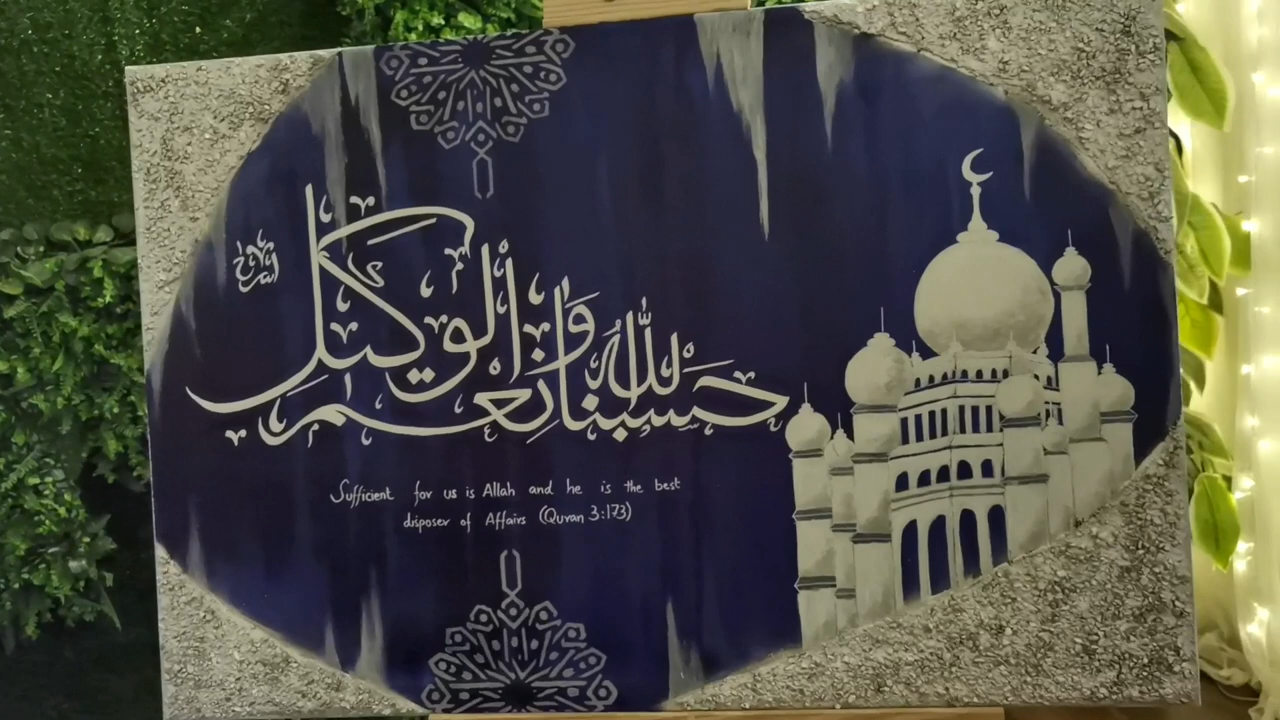 حسبنا الله ونعم الوكيل
Sufficient for us is Allah and he is the best
disposer of Affairs (Quran 3:173)